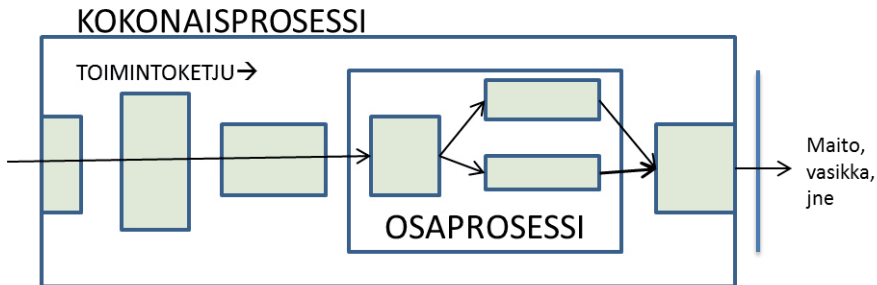 KOKONAISPROSESSI
TOIMINTOKETJU→
OSAPROSESSI
Maito,
vasikka,
jne